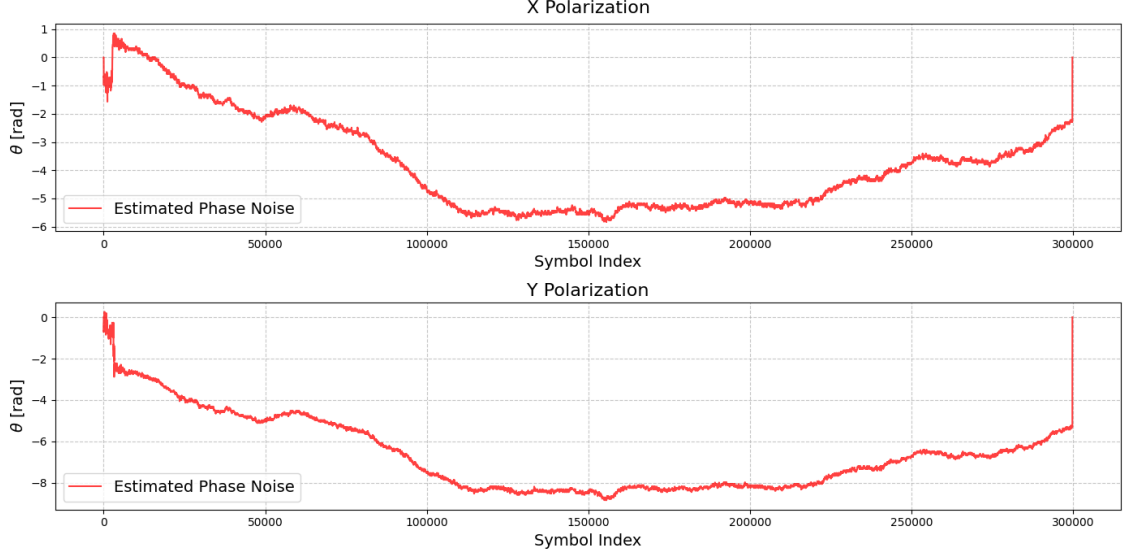 X Polarization
1
0
−1
−2
−3
−4
−5
−6
θ [rad]
Estimated Phase Noise
0 50000 100000 150000 200000 250000 300000
Symbol Index
Y Polarization
0
−2
−4
−6
−8
θ [rad]
Estimated Phase Noise
0 50000 100000 150000 200000 250000 300000
Symbol Index